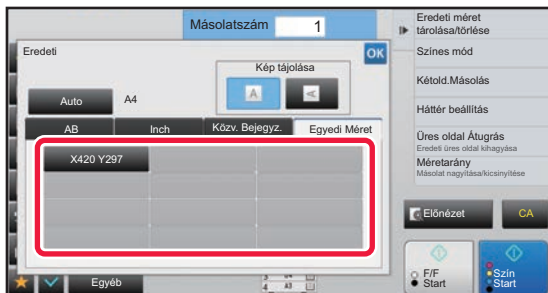 Másolatszám 1
Eredeti
OK
Kép tájolása
A A
Auto A4
AB Inch Közv. Bejegyz. Egyedi Méret
X420 Y297
Egyéb
Eredeti méret
tárolása/törlése
Színes mód
Kétold.Másolás
Háttér beállítás
Üres oldal Átugrás
Eredeti üres oldal kihagyása
Méretarány
Másolat nagyítása/kicsinyítése
Előnézet CA
F/F
Start
Szín
Start